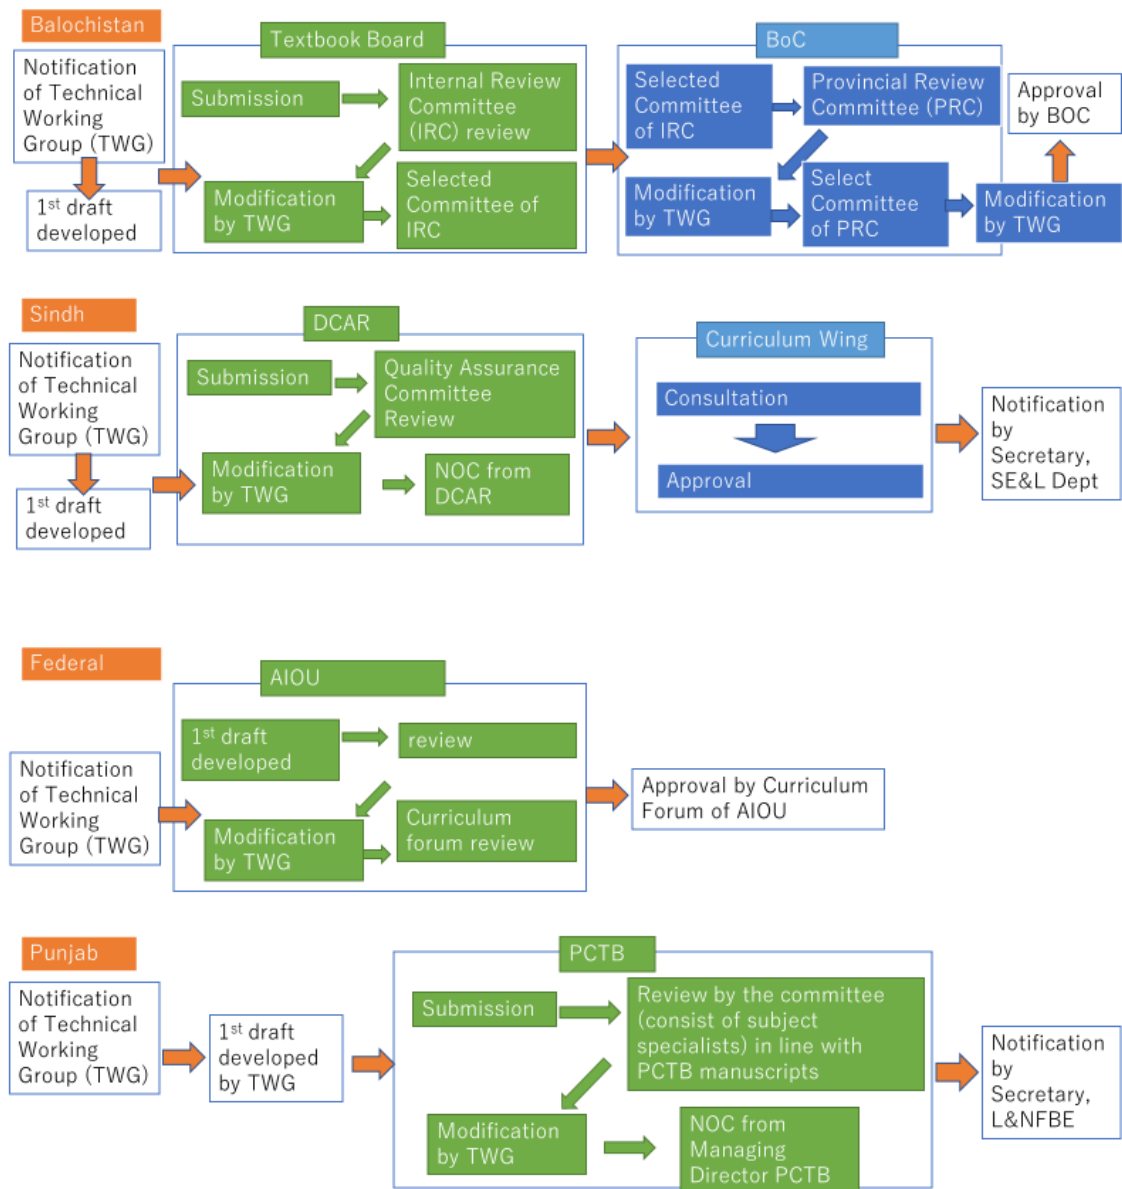 Balochistan
Notification
of Technical
Working
Group (TWG)
1st draft
developed
Textbook Board
Submission
Internal Review
Committee
(IRC) review
Modification
by TWG
Selected
Committee of
IRC
BoC
Selected
Committee
of IRC
Provincial Review
Committee (PRC)
Modification
by TWG
Select
Committee
of PRC
Modification
by TWG
Approval
by BOC
Sindh
Notification
of Technical
Working
Group (TWG)
1st draft
developed
DCAR
Submission
Quality Assurance
Committee
Review
Modification
by TWG
NOC from
DCAR
Curriculum Wing
Consultation
Approval
Notification
by
Secretary,
SE&L Dept
Federal
Notification
of Technical
Working
Group (TWG)
AIOU
1st draft
developed
review
Modification
by TWG
Curriculum
forum review
Approval by Curriculum
Forum of AIOU
Punjab
Notification
of Technical
Working
Group (TWG)
1st draft
developed
by TWG
PCTB
Submission
Review by the committee
(consist of subject
specialists) in line with
PCTB manuscripts
Modification
by TWG
NOC from
Managing
Director PCTB
Notification
by
Secretary,
L&NFBE